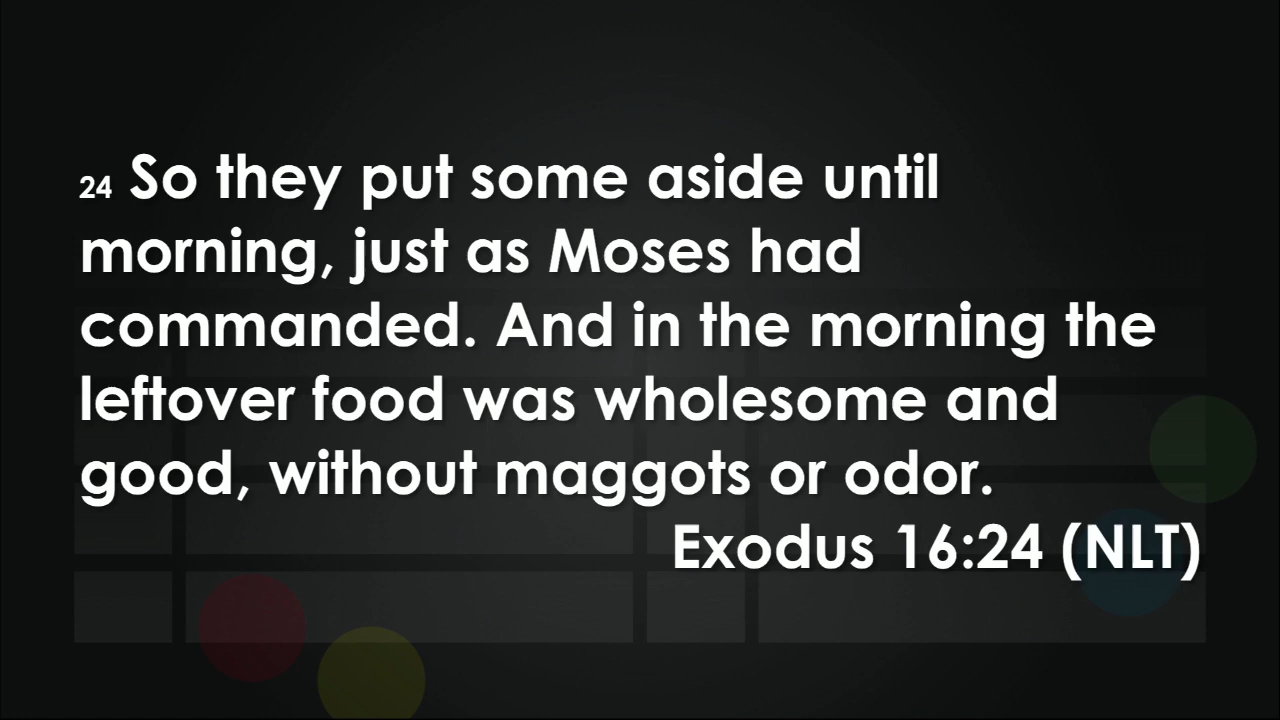 24 So they put some aside until
morning, just as Moses had
commanded. And in the morning the
leftover food was wholesome and
good, without maggots or odor.
Exodus 16:24 (NLT)